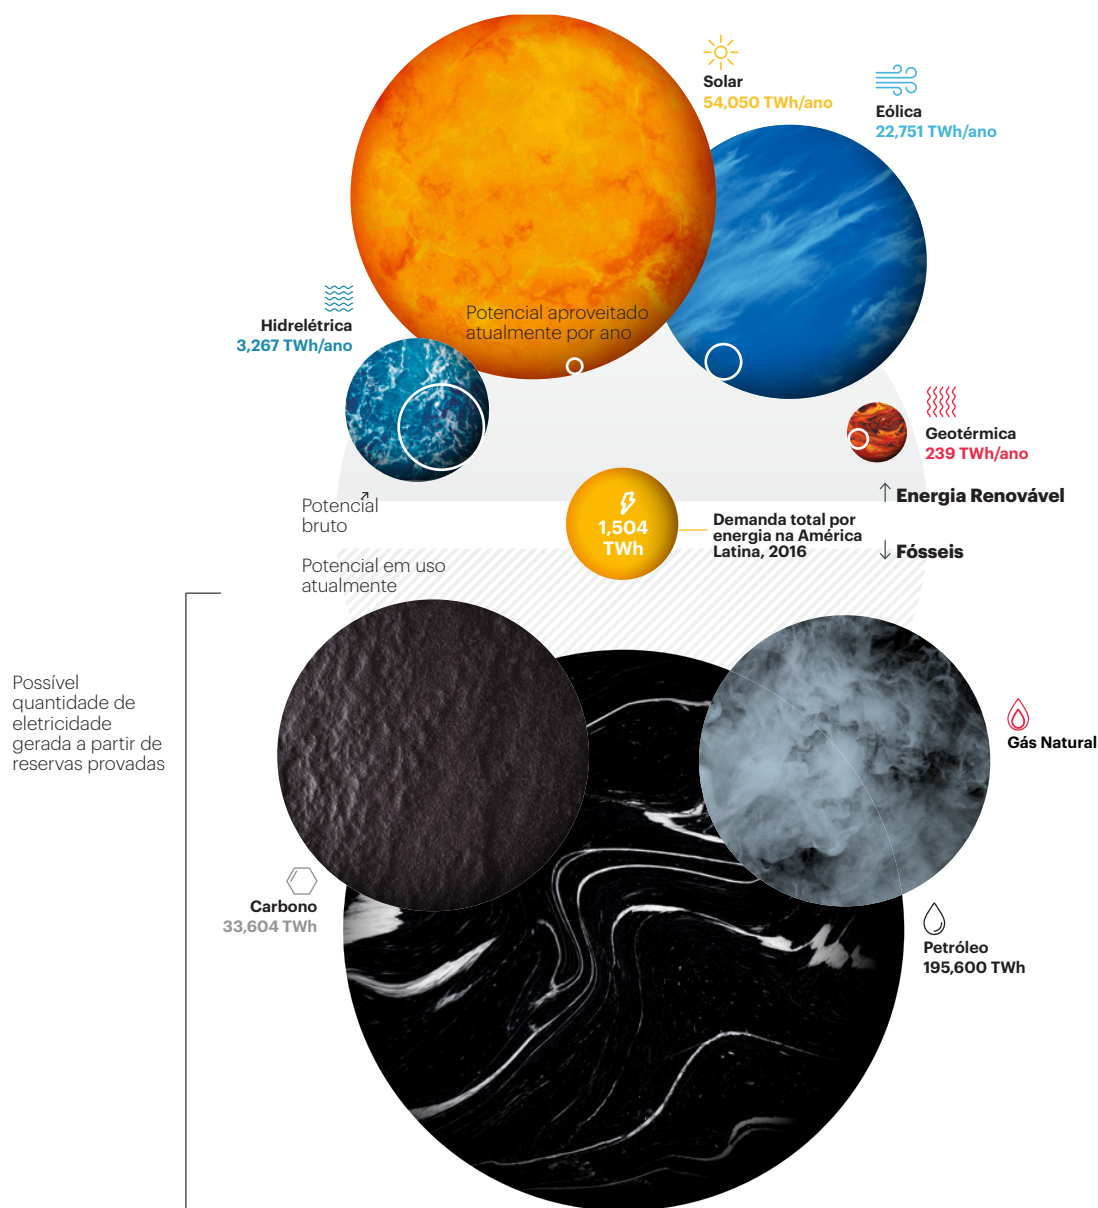 Solar
54,050 TWh/ano
Eólica
22,751 TWh/ano
Hidrelétrica
3,267 TWh/ano
Potencial aproveitado
atualmente por ano
Geotérmica
239 TWh/ano
Potencial
bruto
1,504
TWh
Demanda total por
energia na América
Latina, 2016
Energia Renovável
Fósseis
Potencial em uso
atualmente
Possível
quantidade de
eletricidade
gerada a partir de
reservas provadas
Gás Natural
Carbono
33,604 TWh
Petróleo
195,600 TWh